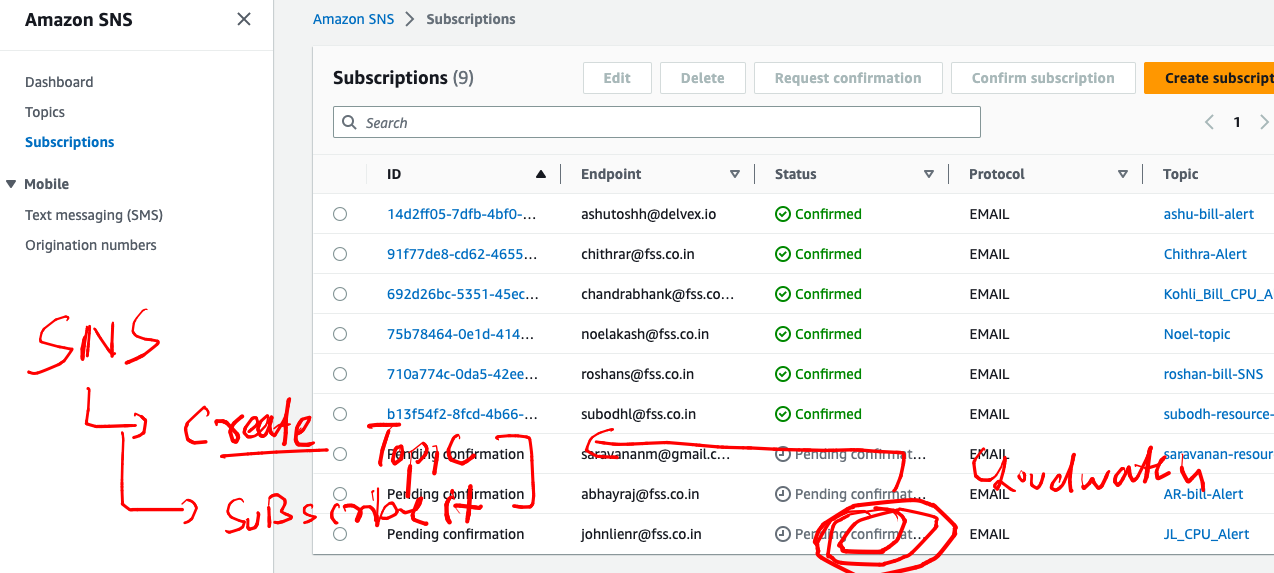 Amazon SNS
Amazon SNS > Subscriptions
Dashboard
Topics
Subscriptions
Mobile
Text messaging (SMS)
Origination numbers
Subscriptions (9)
Edit
Delete
Request confirmation
Confirm subscription
Create subscript
Search
1
ID Endpoint Status Protocol Topic
14d2ff05-7dfb-4bf0-... ashutoshh@delvex.io Confirmed EMAIL ashu-bill-alert
91f77de8-cd62-4655... chithrar@fss.co.in Confirmed EMAIL Chithra-Alert
692d26bc-5351-45ec... chandrabhank@fss.co... Confirmed EMAIL Kohli_Bill_CPU_A
75b78464-0e1d-414... noelakash@fss.co.in Confirmed EMAIL Noel-topic
710a774c-0da5-42ee... roshans@fss.co.in Confirmed EMAIL roshan-bill-SNS
b13f54f2-8fcd-4b66-... subodhl@fss.co.in Confirmed EMAIL subodh-resource-
Pending confirmation saravananm@gmail.c... Pending confirmat... EMAIL saravanan-resour
Pending confirmation abhayraj@fss.co.in Pending confirmat... EMAIL AR-bill-Alert
Pending confirmation johnlienr@fss.co.in Pending confirmat... EMAIL JL_CPU_Alert
SNS
Create Topic
SuBscribe it
Cloudwatch